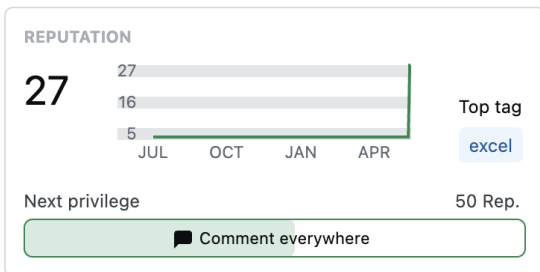 REPUTATION
27
27
16
5
JUL OCT JAN APR
Top tag
excel
Next privilege 50 Rep.
Comment everywhere